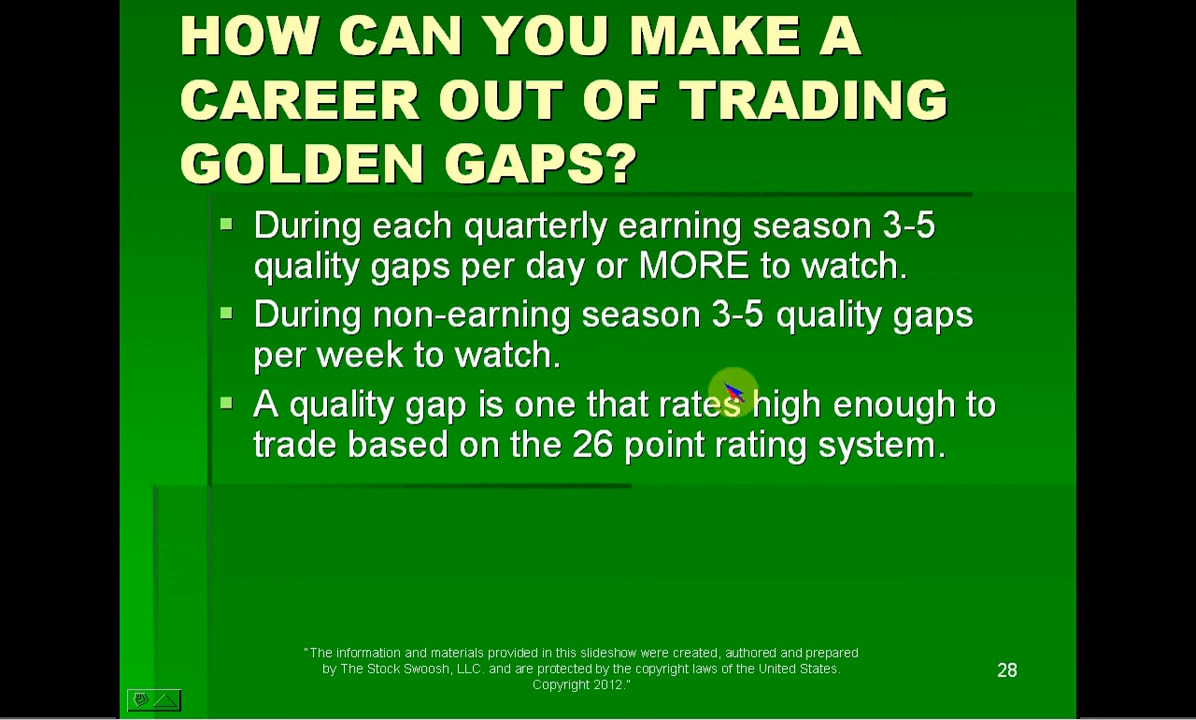 HOW CAN YOU MAKE A
CAREER OUT OF TRADING
GOLDEN GAPS?
During each quarterly earning season 3-5
quality gaps per day or MORE to watch.
During non-earning season 3-5 quality gaps
per week to watch.
A quality gap is one that rates high enough to
trade based on the 26 point rating system.
"The information and materials provided in this slideshow were created, authored and prepared
by The Stock Swoosh, LLC. and are protected by the copyright laws of the United States.
Copyright 2012."
28